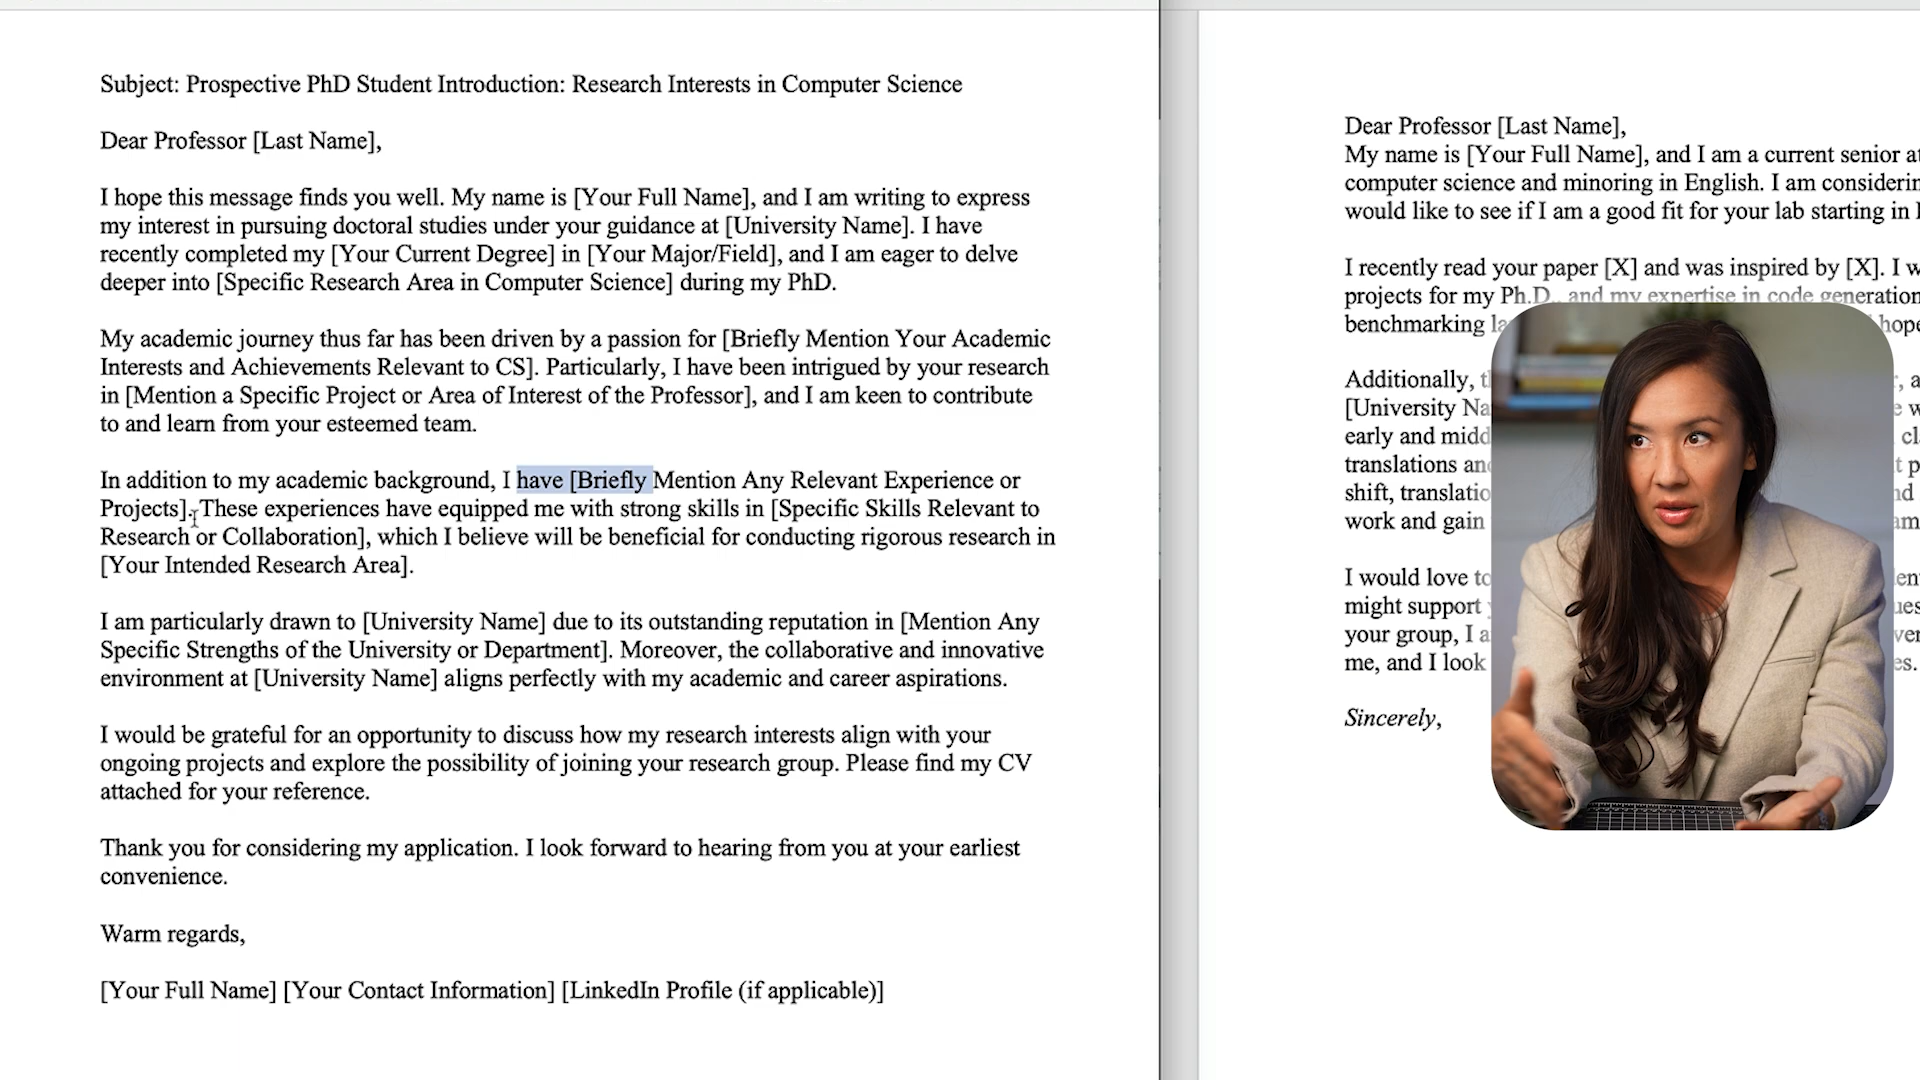 Subject: Prospective PhD Student Introduction: Research Interests in Computer Science
Dear Professor [Last Name],
I hope this message finds you well. My name is [Your Full Name], and I am writing to express
my interest in pursuing doctoral studies under your guidance at [University Name]. I have
recently completed my [Your Current Degree] in [Your Major/Field], and I am eager to delve
deeper into [Specific Research Area in Computer Science] during my PhD.
My academic journey thus far has been driven by a passion for [Briefly Mention Your Academic
Interests and Achievements Relevant to CS]. Particularly, I have been intrigued by your research
in [Mention a Specific Project or Area of Interest of the Professor], and I am keen to contribute
to and learn from your esteemed team.
In addition to my academic background, I have [Briefly Mention Any Relevant Experience or
Projects]. These experiences have equipped me with strong skills in [Specific Skills Relevant to
Research or Collaboration], which I believe will be beneficial for conducting rigorous research in
[Your Intended Research Area].
I am particularly drawn to [University Name] due to its outstanding reputation in [Mention Any
Specific Strengths of the University or Department]. Moreover, the collaborative and innovative
environment at [University Name] aligns perfectly with my academic and career aspirations.
I would be grateful for an opportunity to discuss how my research interests align with your
ongoing projects and explore the possibility of joining your research group. Please find my CV
attached for your reference.
Thank you for considering my application. I look forward to hearing from you at your earliest
convenience.
Warm regards,
[Your Full Name] [Your Contact Information] [LinkedIn Profile (if applicable)]
Dear Professor [Last Name],
My name is [Your Full Name], and I am a current senior
computer science and minoring in English. I am
would like to see if I am a good fit for your lab starting in
I recently read your paper [X] and was inspired by [X]. I
projects for my Ph.D., and my expertise in code generation
benchmarking
Additionally,
[University
early and
translations
shift,
work and gain
I would love to
might support
your group, I
me, and I look
Sincerely,